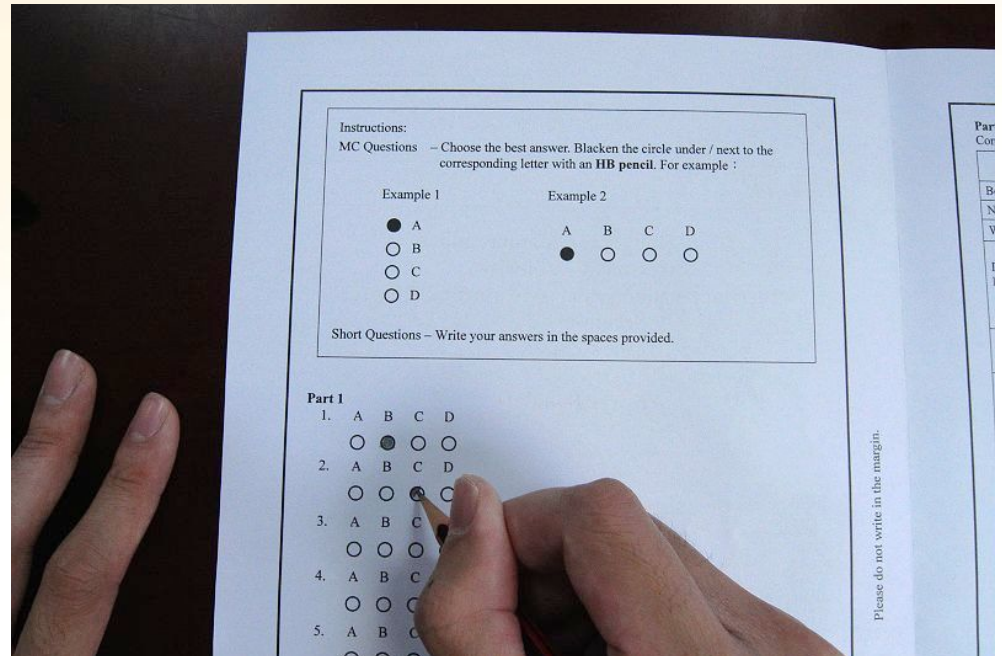 Instructions:
MC Questions – Choose the best answer. Blacken the circle under / next to the
corresponding letter with an HB pencil. For example :
Example 1 Example 2
A
B
C
D
A B C D
Short Questions – Write your answers in the spaces provided.
Part 1
1. A B C D
2. A B C D
3. A B C
4. A B C
5. A B C
Please do not write in the margin.